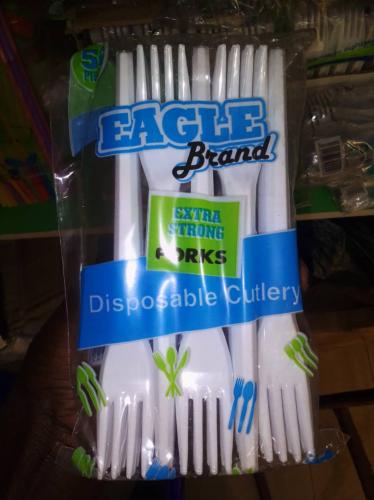 EAGLE
Brand
EXTRA
STRONG
FORKS
Disposable Cutlery